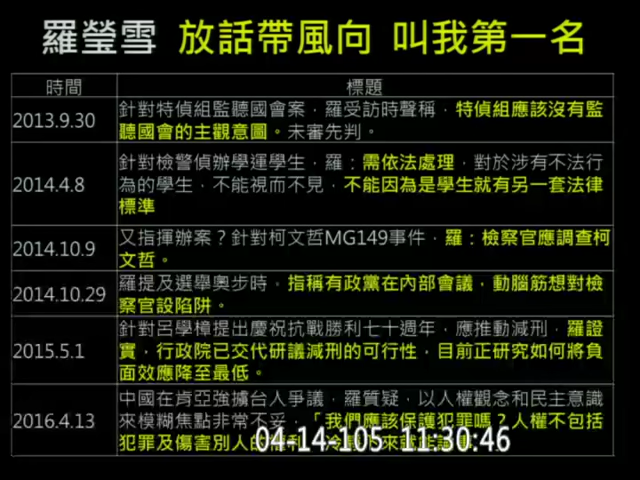 羅瑩雪 放話帶風向 叫我第一名
時間 標題
2013.9.30 針對特偵組監聽國會案，羅受訪時聲稱，特偵組應該沒有監
聽國會的主觀意圖。未審先判。
2014.4.8 針對檢警偵辦學運學生，羅：需依法處理，對於涉有不法行
為的學生，不能視而不見，不能因為是學生就有另一套法律
標準
2014.10.9 又指揮辦案？針對柯文哲MG149事件，羅：檢察官應調查柯
文哲。
2014.10.29 羅提及選舉奧步時，指稱有政黨在內部會議，動腦筋想對檢
察官設陷阱。
2015.5.1 針對呂學樟提出慶祝抗戰勝利七十週年，應推動減刑，羅證
實，行政院已交代研議減刑的可行性，目前正研究如何將負
面效應降至最低。
2016.4.13 中國在肯亞強擄台人爭議，羅質疑，以人權觀念和民主意識
來模糊焦點非常不妥，「我們應該保護犯罪嗎？人權不包括
犯罪及傷害別人的
04-14-105 11:30:46